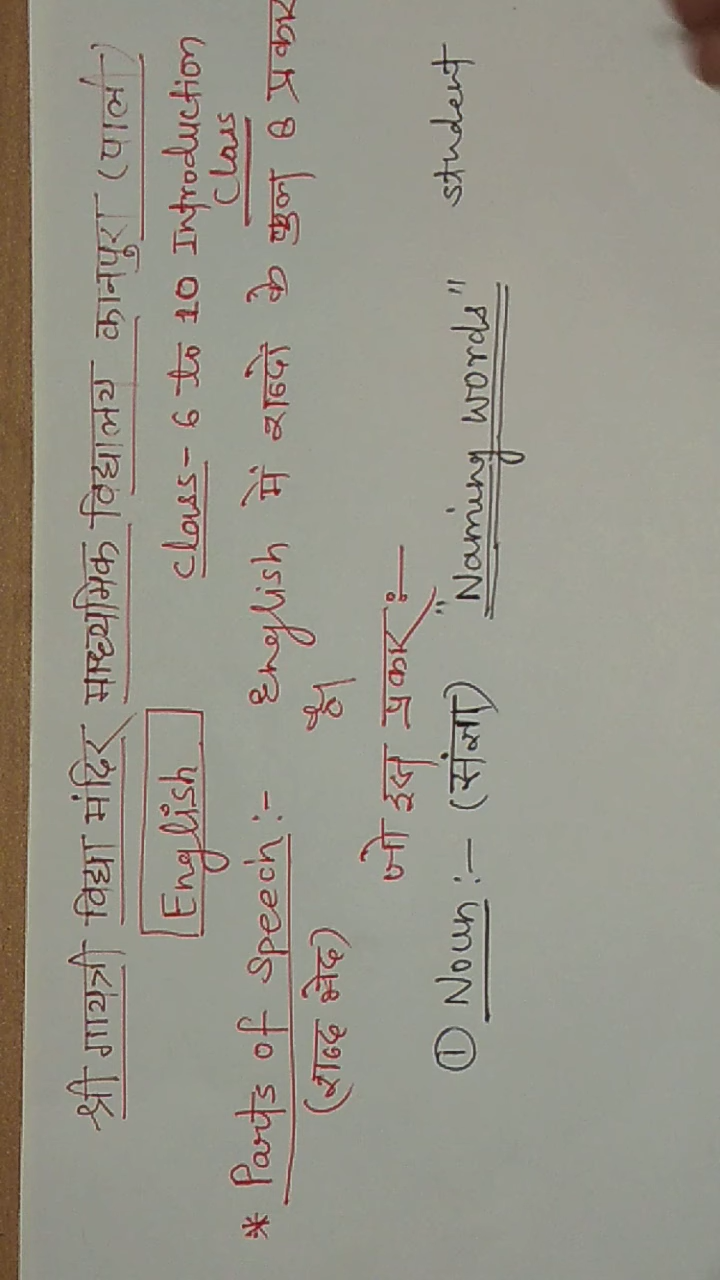 श्री गायत्री विद्या मंदिर माध्यमिक विद्यालय कानपुरा (पाली)
English
Class - 6 to 10 Introduction
Class
* Parts of Speech :- English में शब्दो के कुल 8 प्रकार
(शब्द भेद) है।
जो इस प्रकार :-
① Noun :- (संज्ञा) "Naming words" student